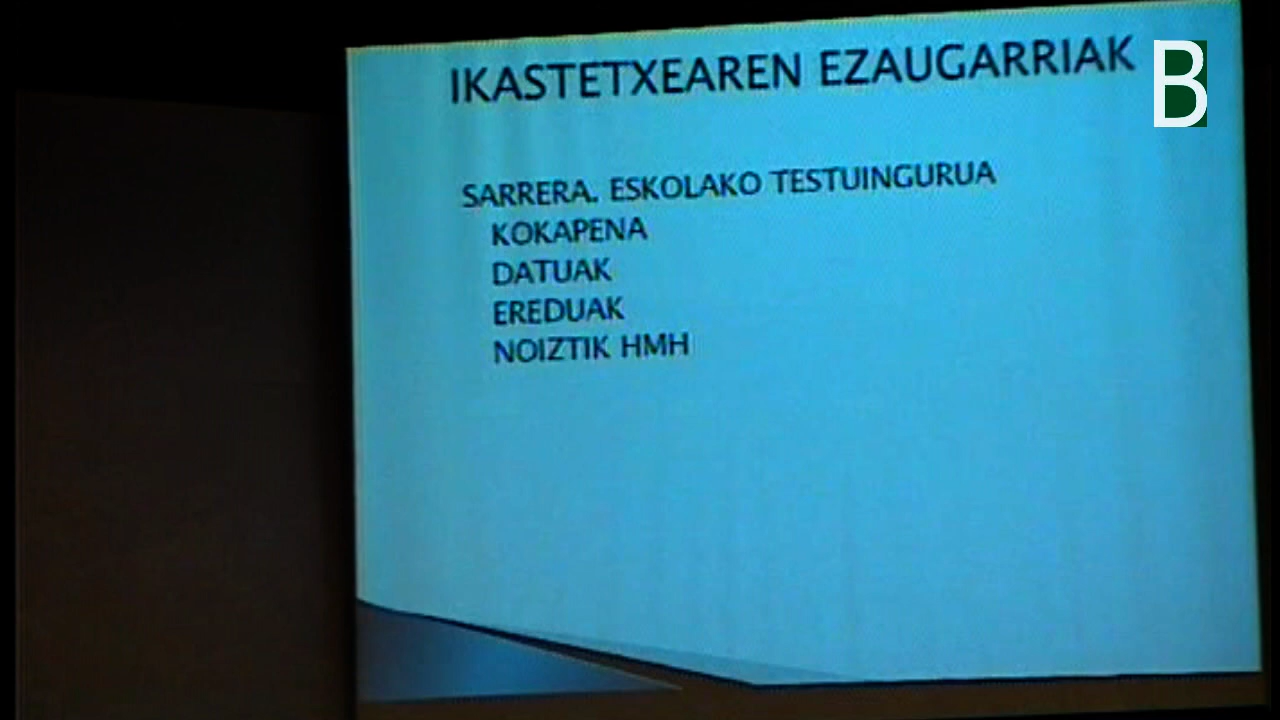 IKASTETXEAREN EZAUGARRIAK
B
SARRERA. ESKOLAKO TESTUINGURUA
KOKAPENA
DATUAK
EREDUAK
NOIZTIK HMH